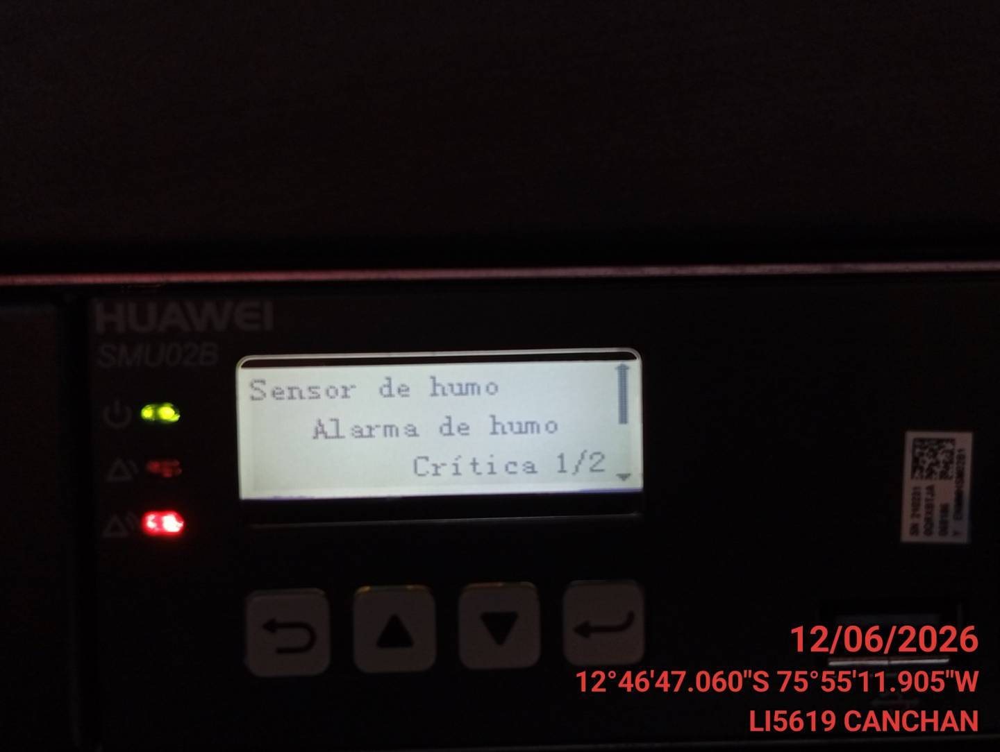 HUAWEI
SMU02B
Sensor de humo
Alarma de humo
Crítica 1/2
12/06/2026
12°46'47.060"S 75°55'11.905"W
LI5619 CANCHAN